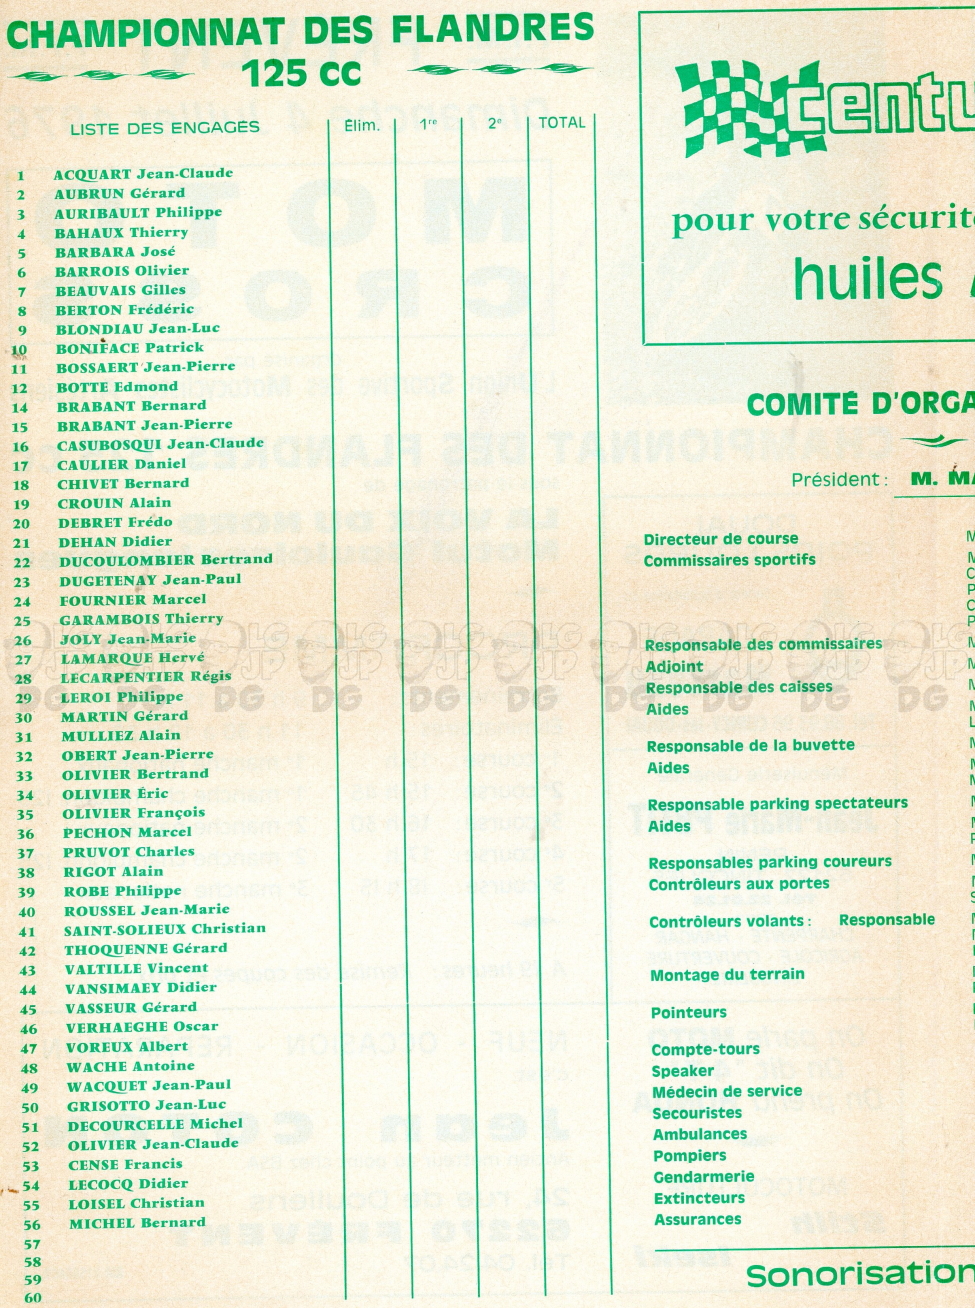 CHAMPIONNAT DES FLANDRES
125 cc
LISTE DES ENGAGÉS Élim. 1re 2e TOTAL
1 ACQUART Jean-Claude
2 AUBRUN Gérard
3 AURIBAULT Philippe
4 BAHAUX Thierry
5 BARBARA José
6 BARROIS Olivier
7 BEAUVAIS Gilles
8 BERTON Frédéric
9 BLONDIAU Jean-Luc
10 BONIFACE Patrick
11 BOSSAERT Jean-Pierre
12 BOTTE Edmond
14 BRABANT Bernard
15 BRABANT Jean-Pierre
16 CASUBOSQUI Jean-Claude
17 CAULIER Daniel
18 CHIVET Bernard
19 CROUIN Alain
20 DEBRET Frédo
21 DEHAN Didier
22 DUCOULOMBIER Bertrand
23 DUGETENAY Jean-Paul
24 FOURNIER Marcel
25 GARAMBOIS Thierry
26 JOLY Jean-Marie
27 LAMARQUE Hervé
28 LECARPENTIER Régis
29 LEROI Philippe
30 MARTIN Gérard
31 MULLIEZ Alain
32 OBERT Jean-Pierre
33 OLIVIER Bertrand
34 OLIVIER Éric
35 OLIVIER François
36 PECHON Marcel
37 PRUVOT Charles
38 RIGOT Alain
39 ROBE Philippe
40 ROUSSEL Jean-Marie
41 SAINT-SOLIEUX Christian
42 THOQUENNE Gérard
43 VALTILLE Vincent
44 VANSIMAEY Didier
45 VASSEUR Gérard
46 VERHAEGHE Oscar
47 VOREUX Albert
48 WACHE Antoine
49 WACQUET Jean-Paul
50 GRISOTTO Jean-Luc
51 DECOURCELLE Michel
52 OLIVIER Jean-Claude
53 CENSE Francis
54 LECOCQ Didier
55 LOISEL Christian
56 MICHEL Bernard
57
58
59
60
centu
pour votre sécurité
huiles
COMITÉ D'ORGA
Président : M. MA
Directeur de course
Commissaires sportifs
Responsable des commissaires
Adjoint
Responsable des caisses
Aides
Responsable de la buvette
Aides
Responsable parking spectateurs
Aides
Responsables parking coureurs
Contrôleurs aux portes
Contrôleurs volants : Responsable
Montage du terrain
Pointeurs
Compte-tours
Speaker
Médecin de service
Secouristes
Ambulances
Pompiers
Gendarmerie
Extincteurs
Assurances
Sonorisation